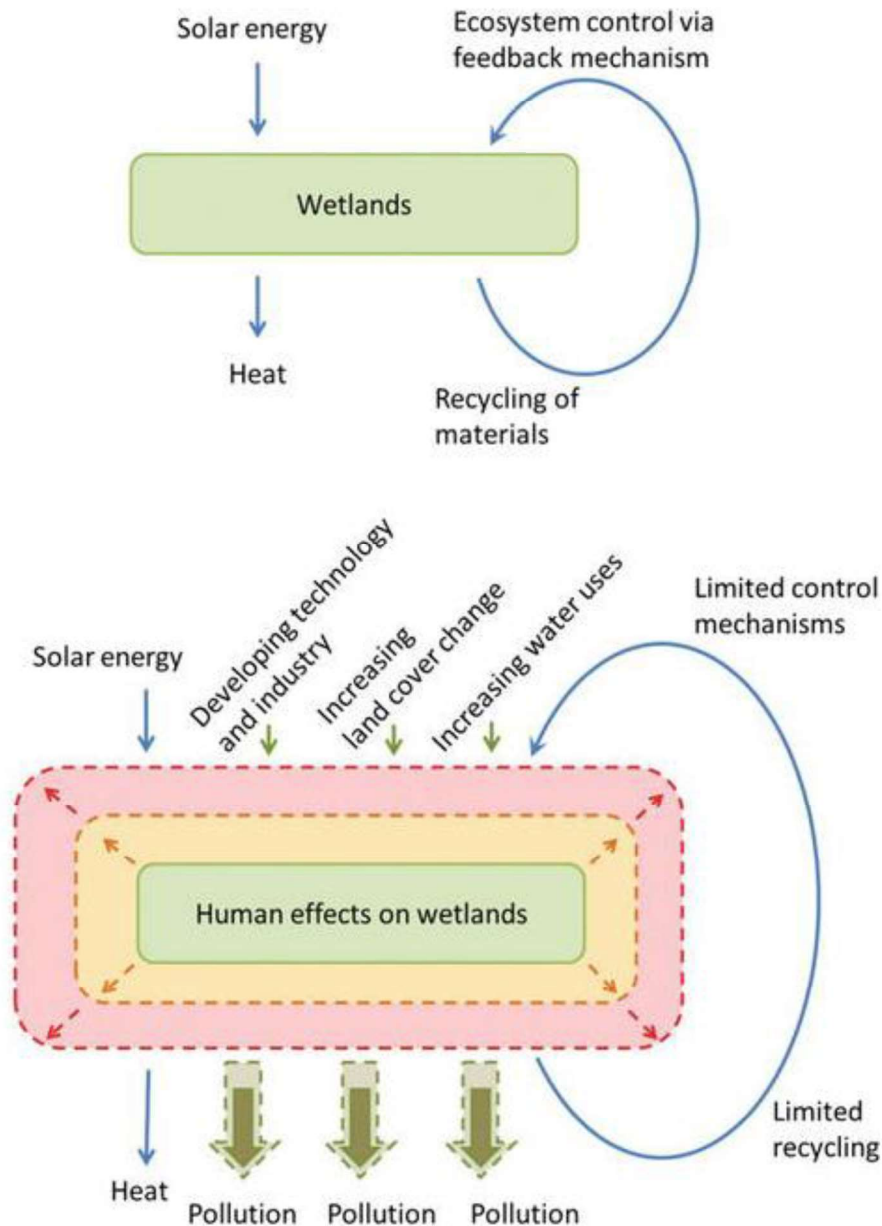 Solar energy
Ecosystem control via
feedback mechanism
Wetlands
Heat
Recycling of
materials
Developing technology
and industry
Increasing
land cover change
Increasing water uses
Limited control
mechanisms
Solar energy
Human effects on wetlands
Limited
recycling
Heat
Pollution
Pollution
Pollution